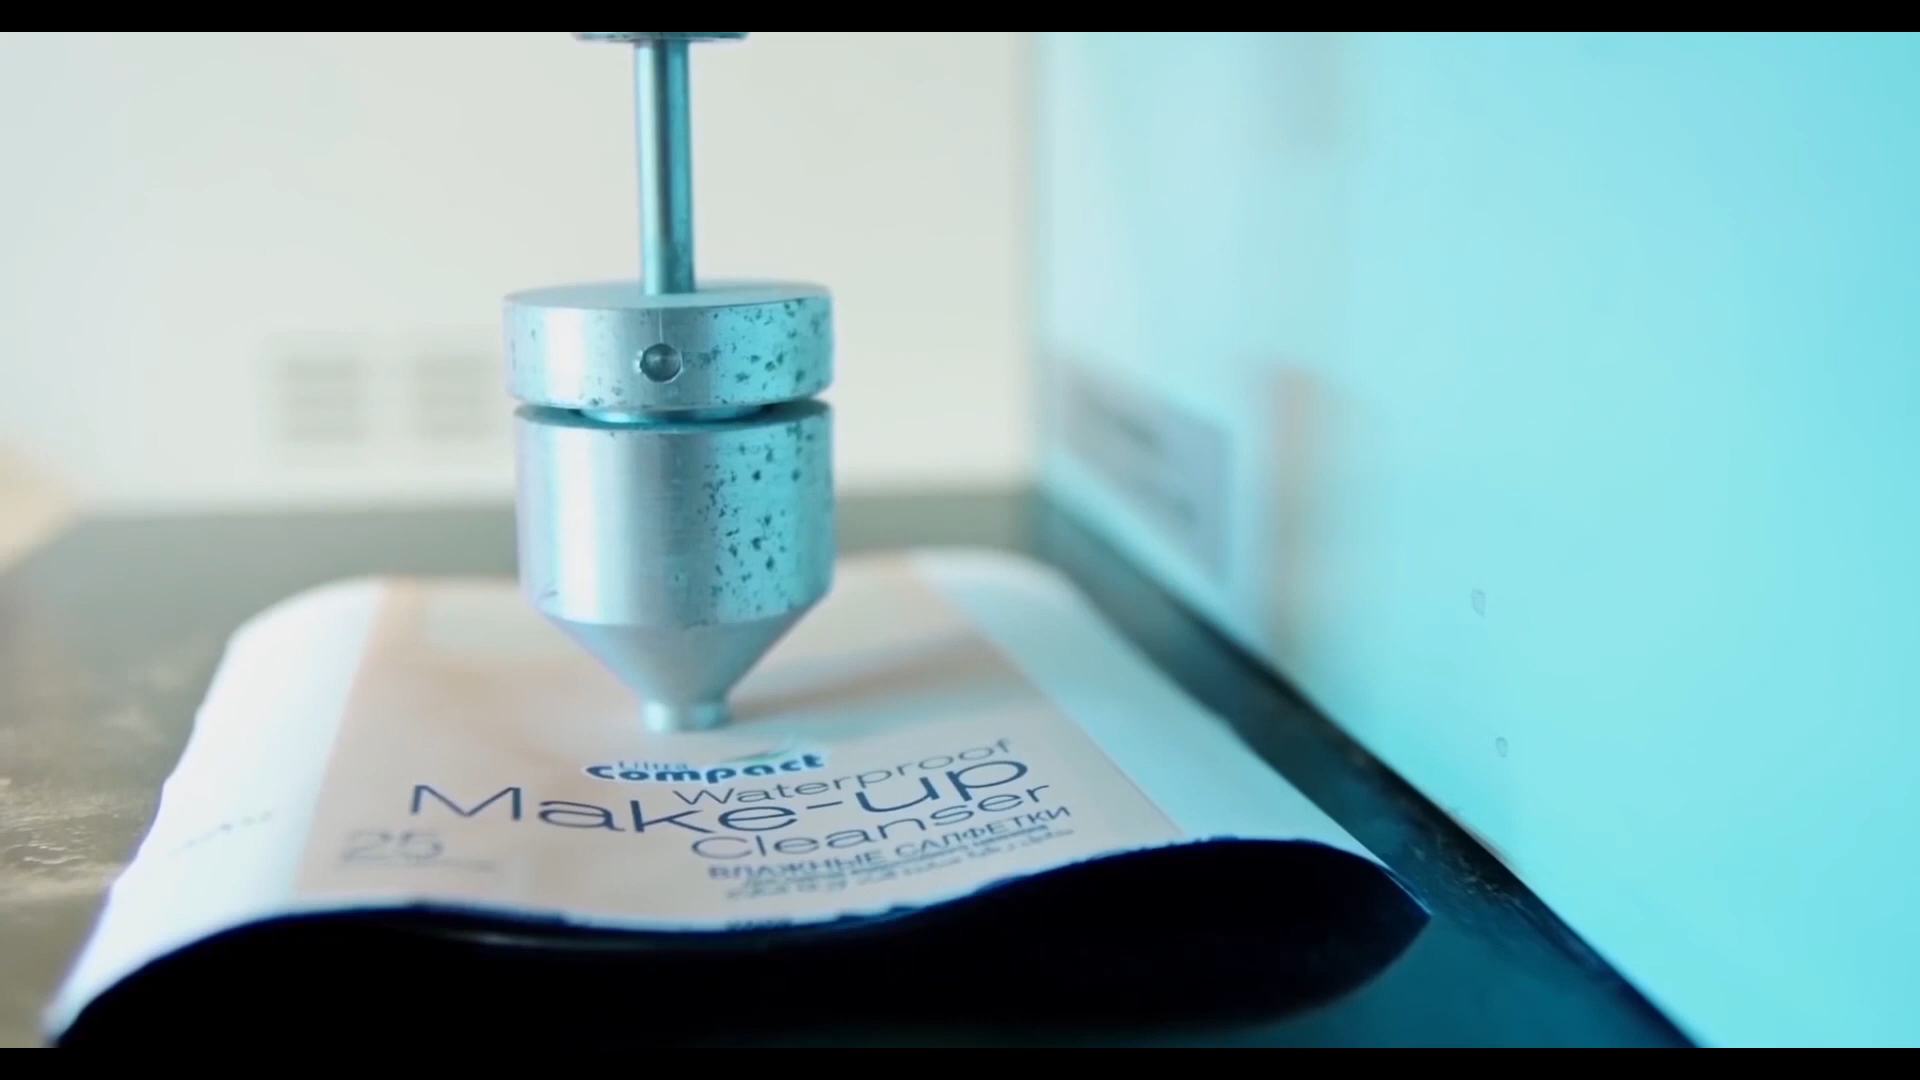 Ultra
compact
Waterproof
Make-up
Cleanser
25
ВЛАЖНЫЕ САЛФЕТКИ